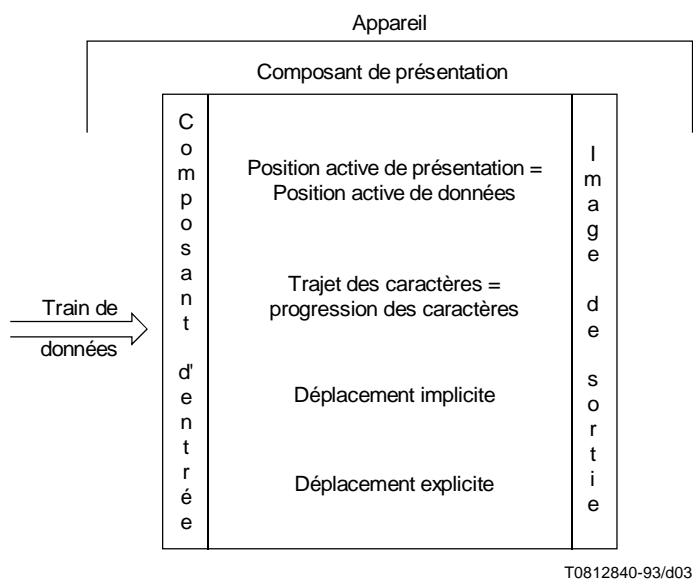 Appareil
Composant de présentation
Composant d'entrée
Position active de présentation =
Position active de données
Trajet des caractères =
progression des caractères
Déplacement implicite
Déplacement explicite
Image de sortie
Train de
données
T0812840-93/d03